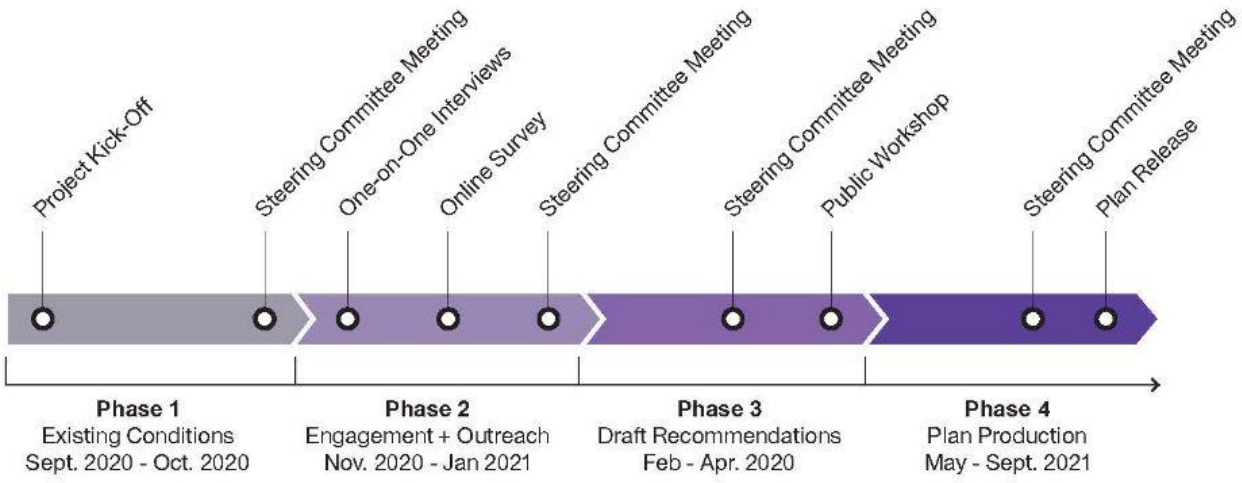 Project Kick-Off
Steering Committee Meeting
One-on-One Interviews
Online Survey
Steering Committee Meeting
Steering Committee Meeting
Public Workshop
Steering Committee Meeting
Plan Release
Phase 1
Existing Conditions
Sept. 2020 - Oct. 2020
Phase 2
Engagement + Outreach
Nov. 2020 - Jan 2021
Phase 3
Draft Recommendations
Feb - Apr. 2020
Phase 4
Plan Production
May - Sept. 2021